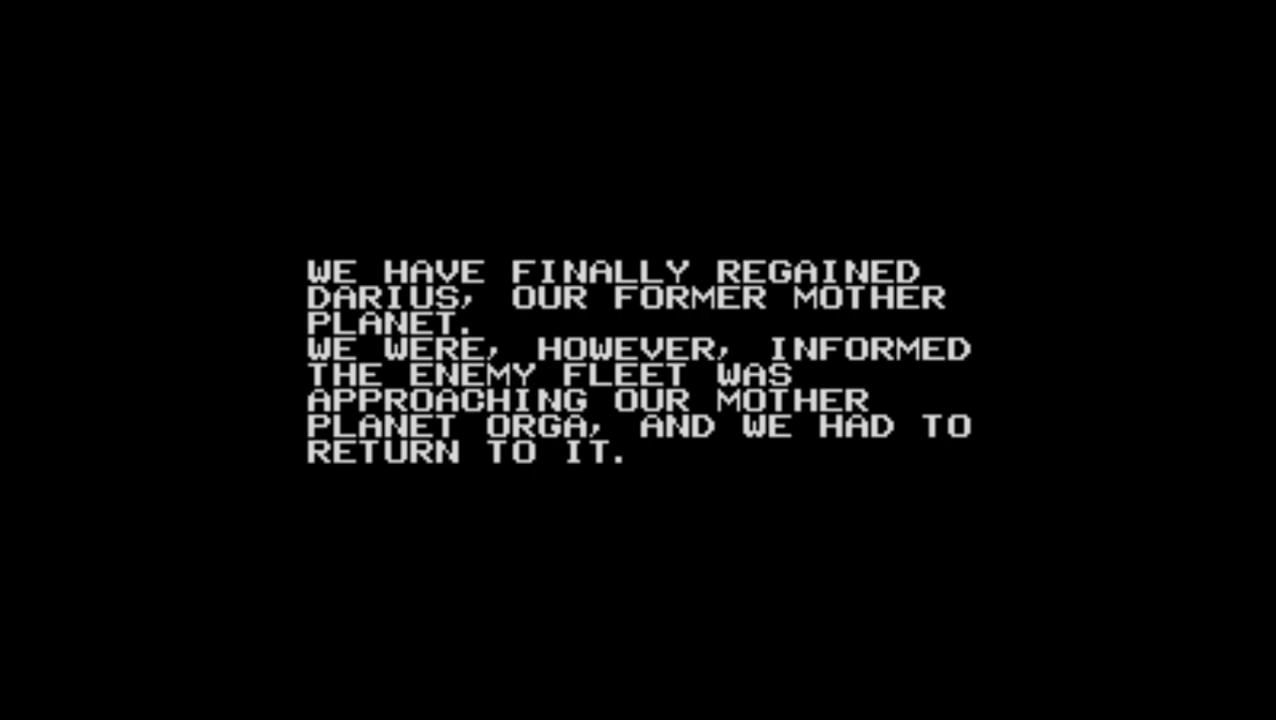 WE HAVE FINALLY REGAINED
DARIUS, OUR FORMER MOTHER
PLANET.
WE WERE, HOWEVER, INFORMED
THE ENEMY FLEET WAS
APPROACHING OUR MOTHER
PLANET ORGA, AND WE HAD TO
RETURN TO IT.